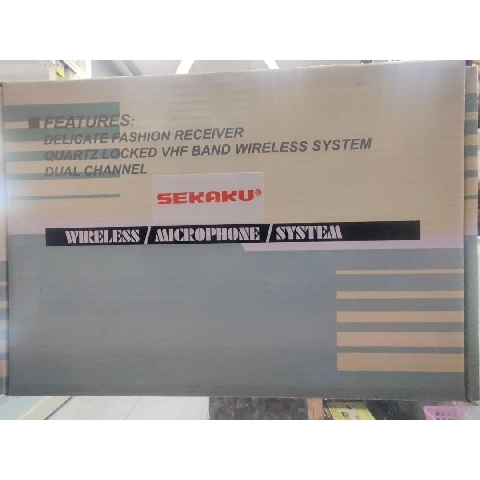 FEATURES:
DELICATE FASHION RECEIVER
QUARTZ LOCKED VHF BAND WIRELESS SYSTEM
DUAL CHANNEL
SEKAKU®
WIRELESS / MICROPHONE / SYSTEM